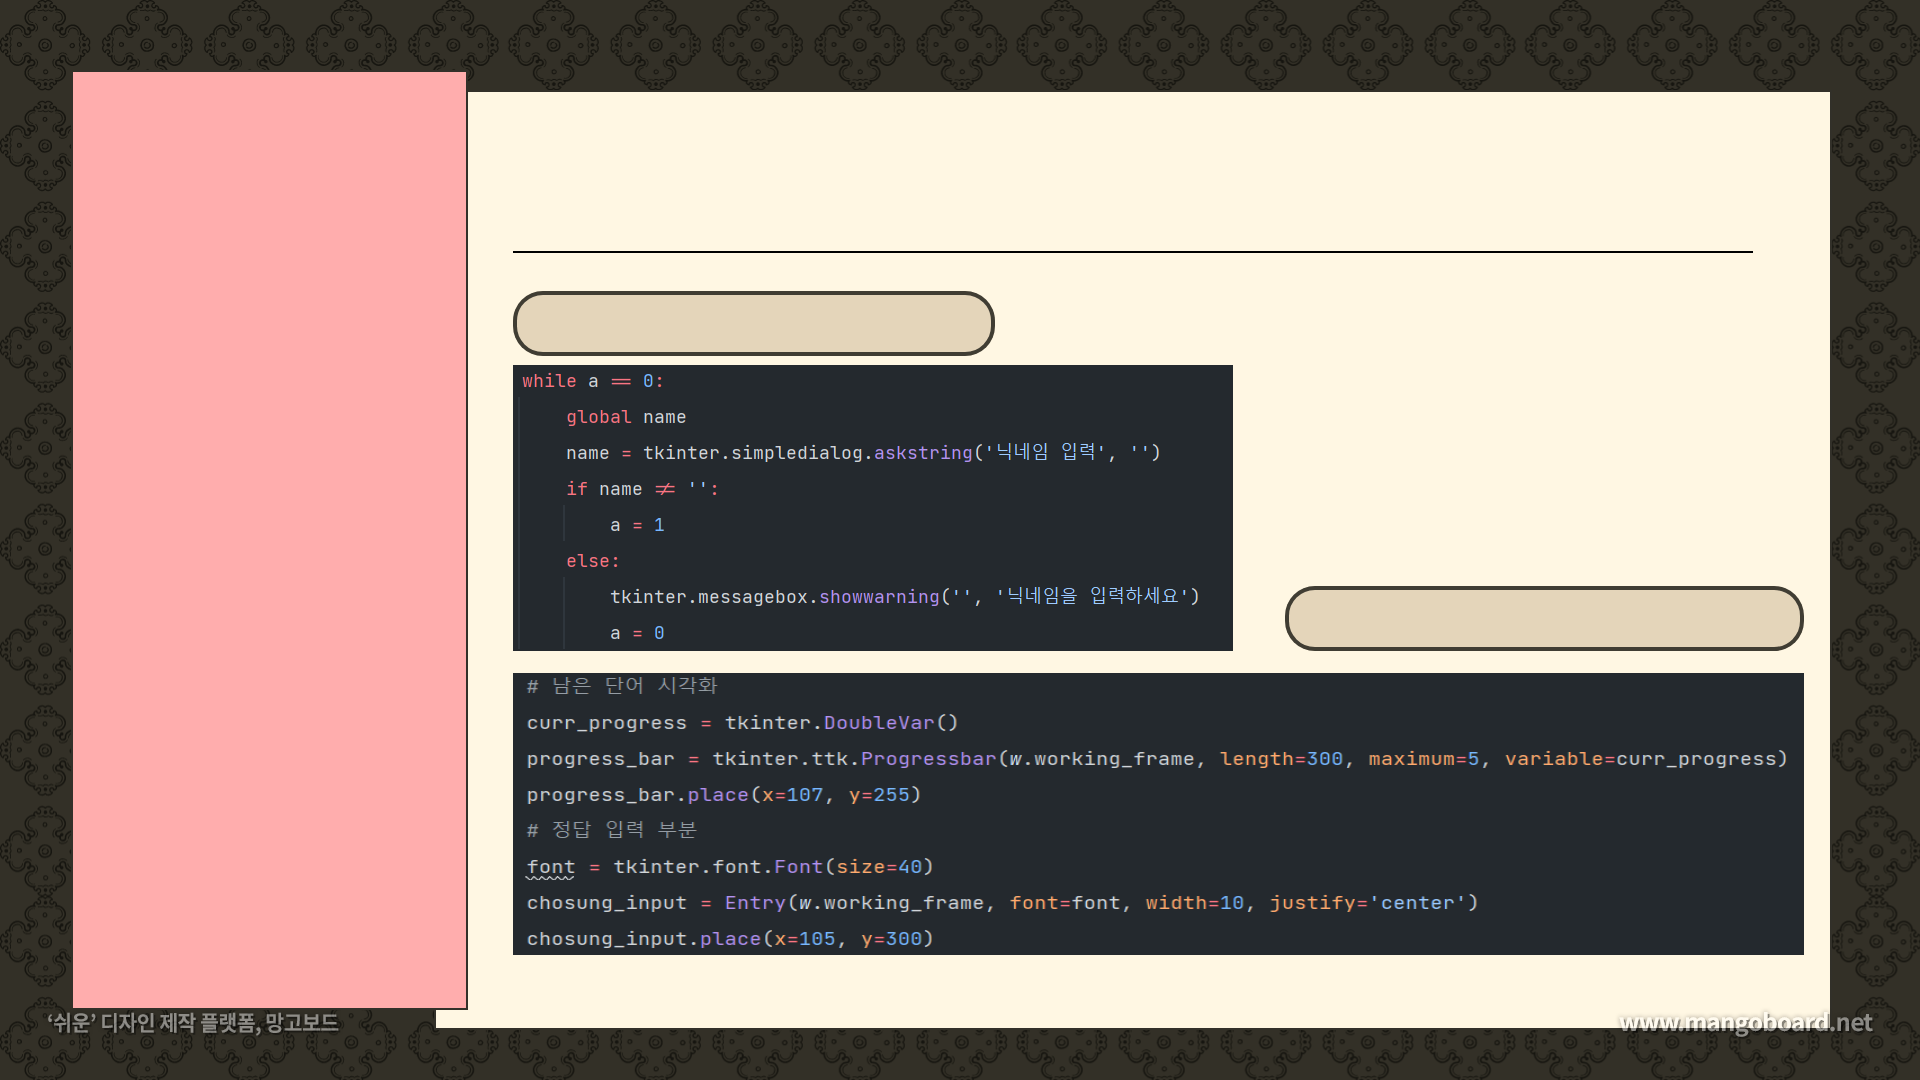 while a == 0:
global name
name = tkinter.simpledialog.askstring('닉네임 입력', '')
if name != '':
a = 1
else:
tkinter.messagebox.showwarning('', '닉네임을 입력하세요')
a = 0
# 남은 단어 시각화
curr_progress = tkinter.DoubleVar()
progress_bar = tkinter.ttk.Progressbar(w.working_frame, length=300, maximum=5, variable=curr_progress)
progress_bar.place(x=107, y=255)
# 정답 입력 부분
font = tkinter.font.Font(size=40)
chosung_input = Entry(w.working_frame, font=font, width=10, justify='center')
chosung_input.place(x=105, y=300)
‘쉬운’ 디자인 제작 플랫폼, 망고보드
www.mangoboard.net